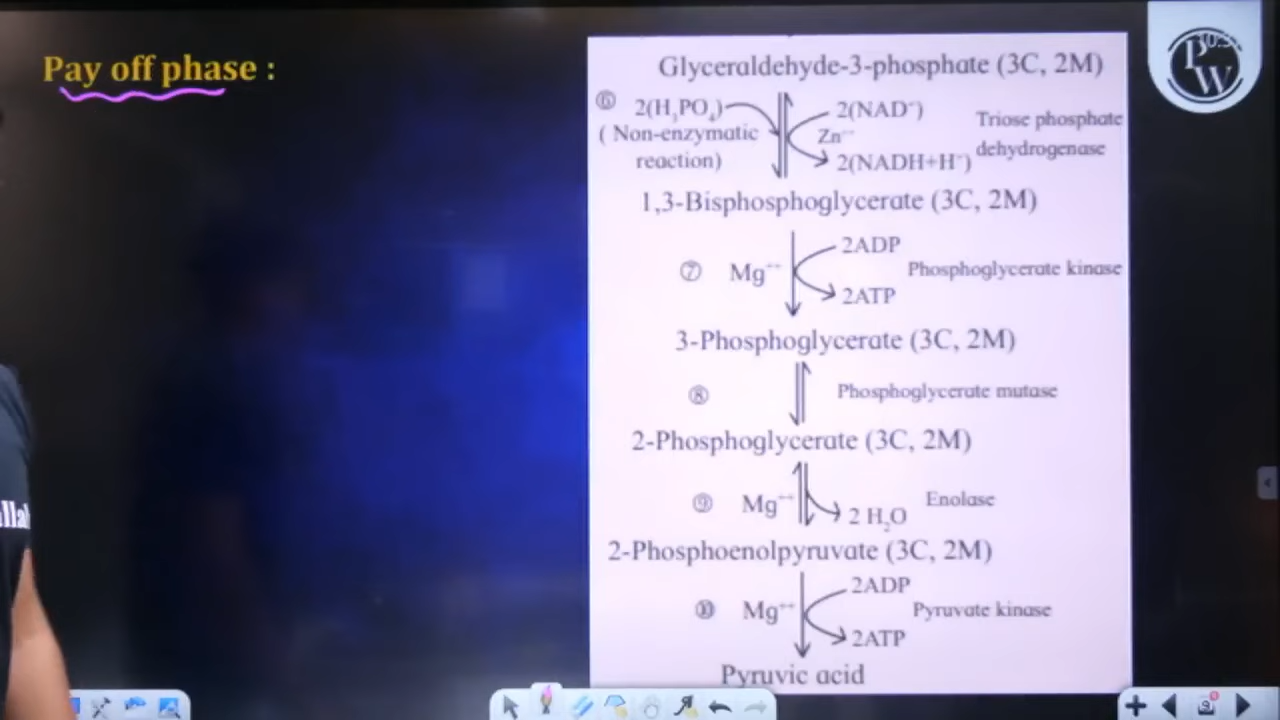 Pay off phase :
Glyceraldehyde-3-phosphate (3C, 2M)
⑥ 2(H₃PO₄) 2(NAD⁺) Triose phosphate
( Non-enzymatic Zn⁺⁺ dehydrogenase
reaction) 2(NADH+H⁺)
1,3-Bisphosphoglycerate (3C, 2M)
2ADP
⑦ Mg⁺⁺ Phosphoglycerate kinase
2ATP
3-Phosphoglycerate (3C, 2M)
⑧ Phosphoglycerate mutase
2-Phosphoglycerate (3C, 2M)
⑨ Mg⁺⁺ Enolase
2 H₂O
2-Phosphoenolpyruvate (3C, 2M)
2ADP
⑩ Mg⁺⁺ Pyruvate kinase
2ATP
Pyruvic acid
P
W